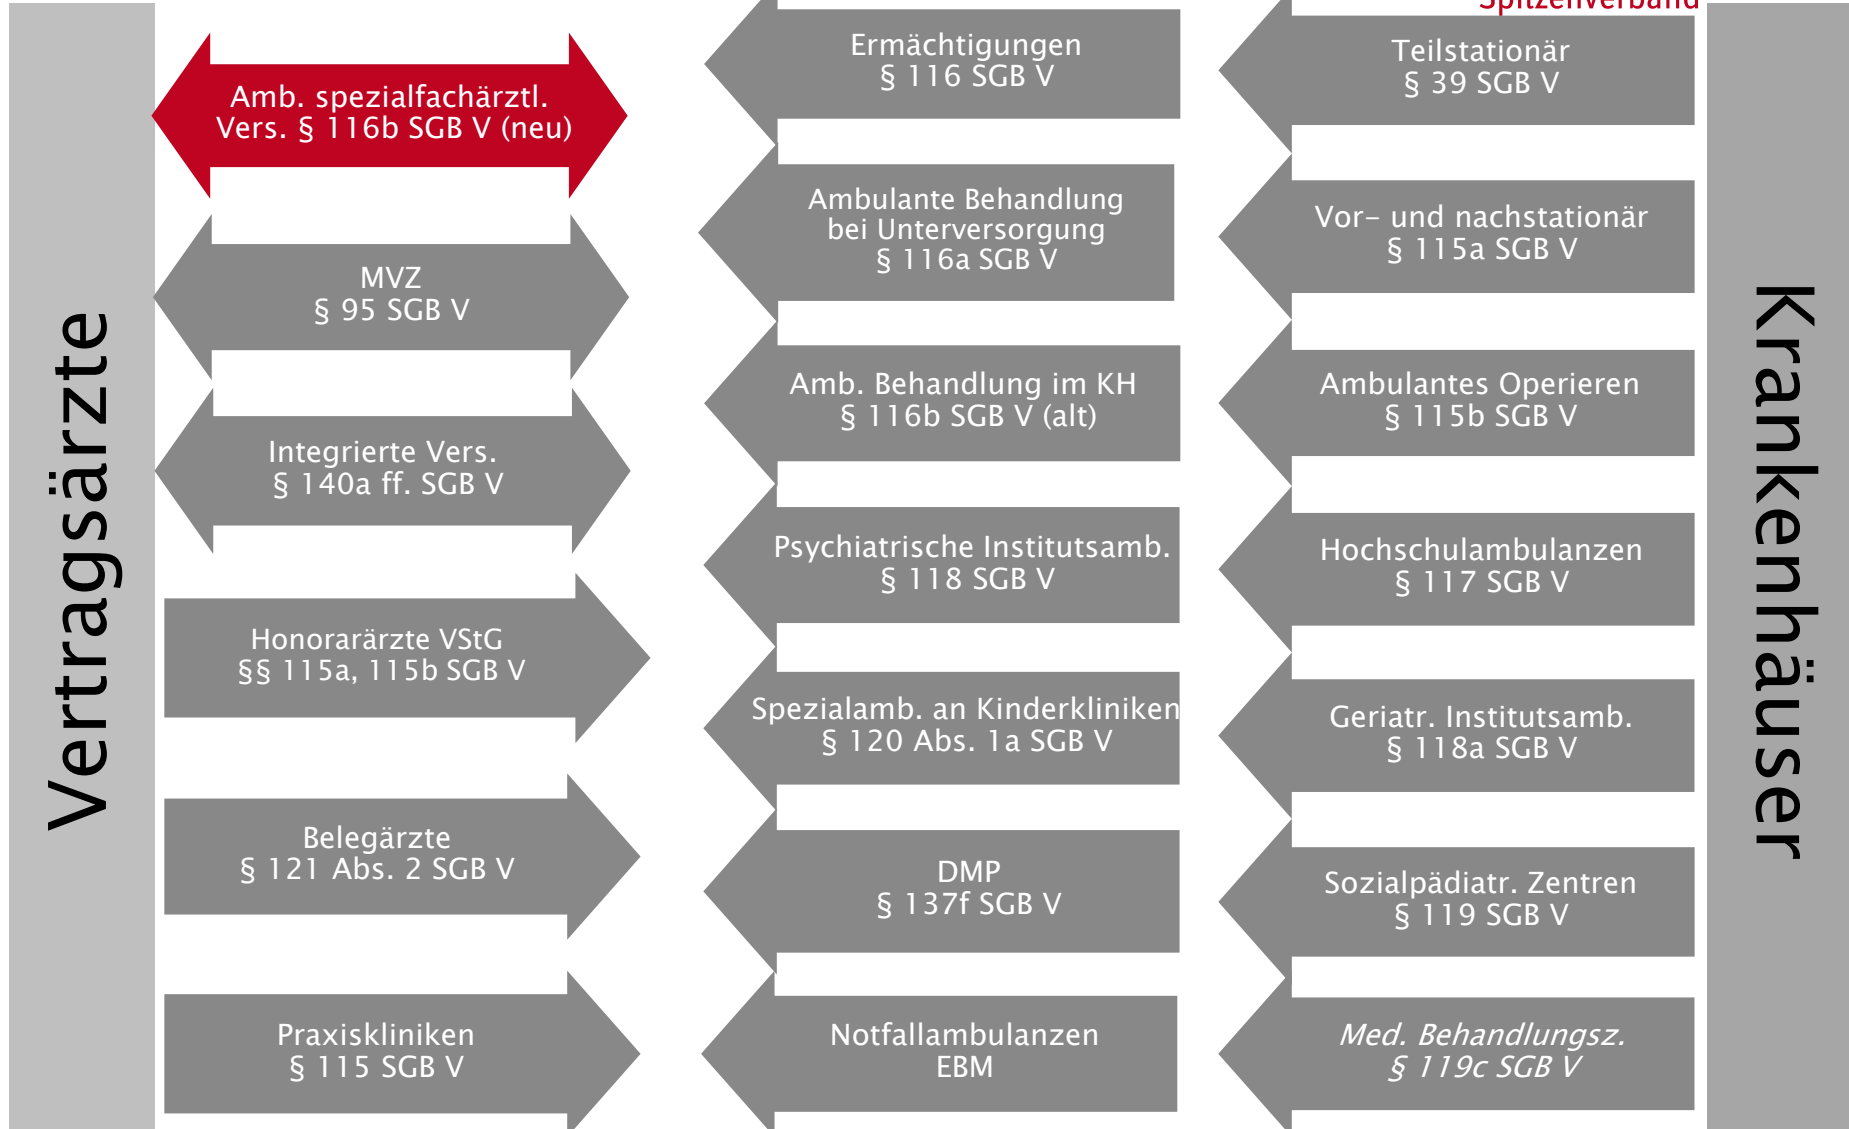 Spitzenverband
Vertragsärzte
Amb. spezialfachärztl.
Vers. § 116b SGB V (neu)
MVZ
§ 95 SGB V
Integrierte Vers.
§ 140a ff. SGB V
Honorarärzte VStG
§§ 115a, 115b SGB V
Belegärzte
§ 121 Abs. 2 SGB V
Praxiskliniken
§ 115 SGB V
Ermächtigungen
§ 116 SGB V
Ambulante Behandlung
bei Unterversorgung
§ 116a SGB V
Amb. Behandlung im KH
§ 116b SGB V (alt)
Psychiatrische Institutsamb.
§ 118 SGB V
Spezialamb. an Kinderkliniken
§ 120 Abs. 1a SGB V
DMP
§ 137f SGB V
Notfallambulanzen
EBM
Teilstationär
§ 39 SGB V
Vor- und nachstationär
§ 115a SGB V
Ambulantes Operieren
§ 115b SGB V
Hochschulambulanzen
§ 117 SGB V
Geriatr. Institutsamb.
§ 118a SGB V
Sozialpädiatr. Zentren
§ 119 SGB V
Med. Behandlungsz.
§ 119c SGB V
Krankenhäuser